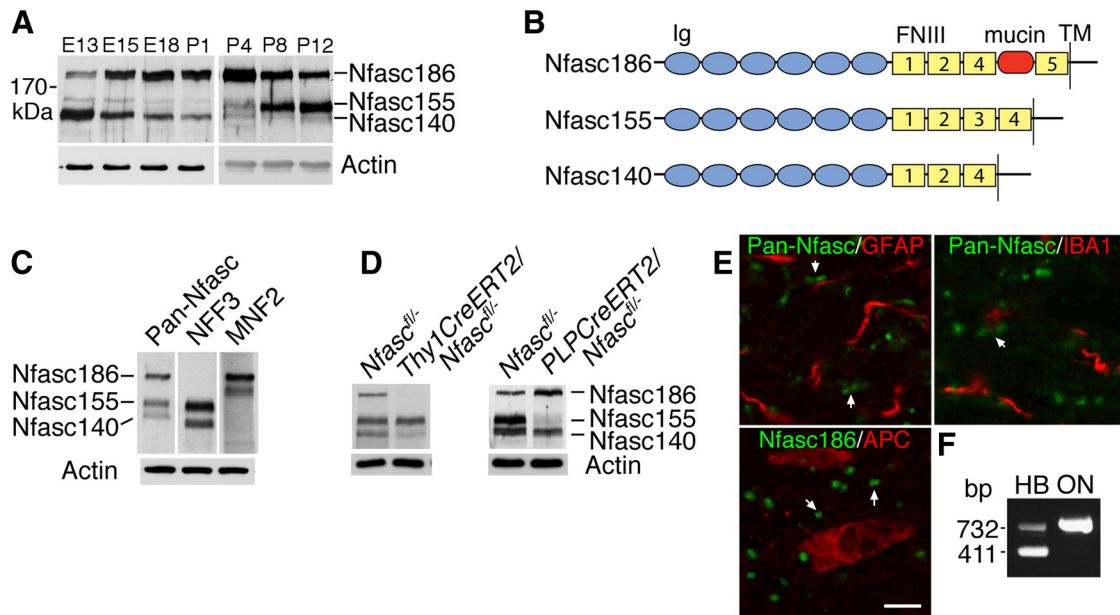 A
E13 E15 E18 P1 P4 P8 P12
170
kDa
Nfasc186
Nfasc155
Nfasc140
Actin
B
Ig FNIII mucin TM
Nfasc186 1 2 4 5
Nfasc155 1 2 3 4
Nfasc140 1 2 4
C
Pan-Nfasc
NFF3
MNF2
Nfasc186
Nfasc155
Nfasc140
Actin
D
Nfasc^fl/-
Thy1CreERT2/
Nfasc^fl/-
Nfasc^fl/-
PLPCreERT2/
Nfasc^fl/-
Nfasc186
Nfasc155
Nfasc140
Actin
E
Pan-Nfasc/GFAP
Pan-Nfasc/IBA1
Nfasc186/APC
F
bp HB ON
732
411